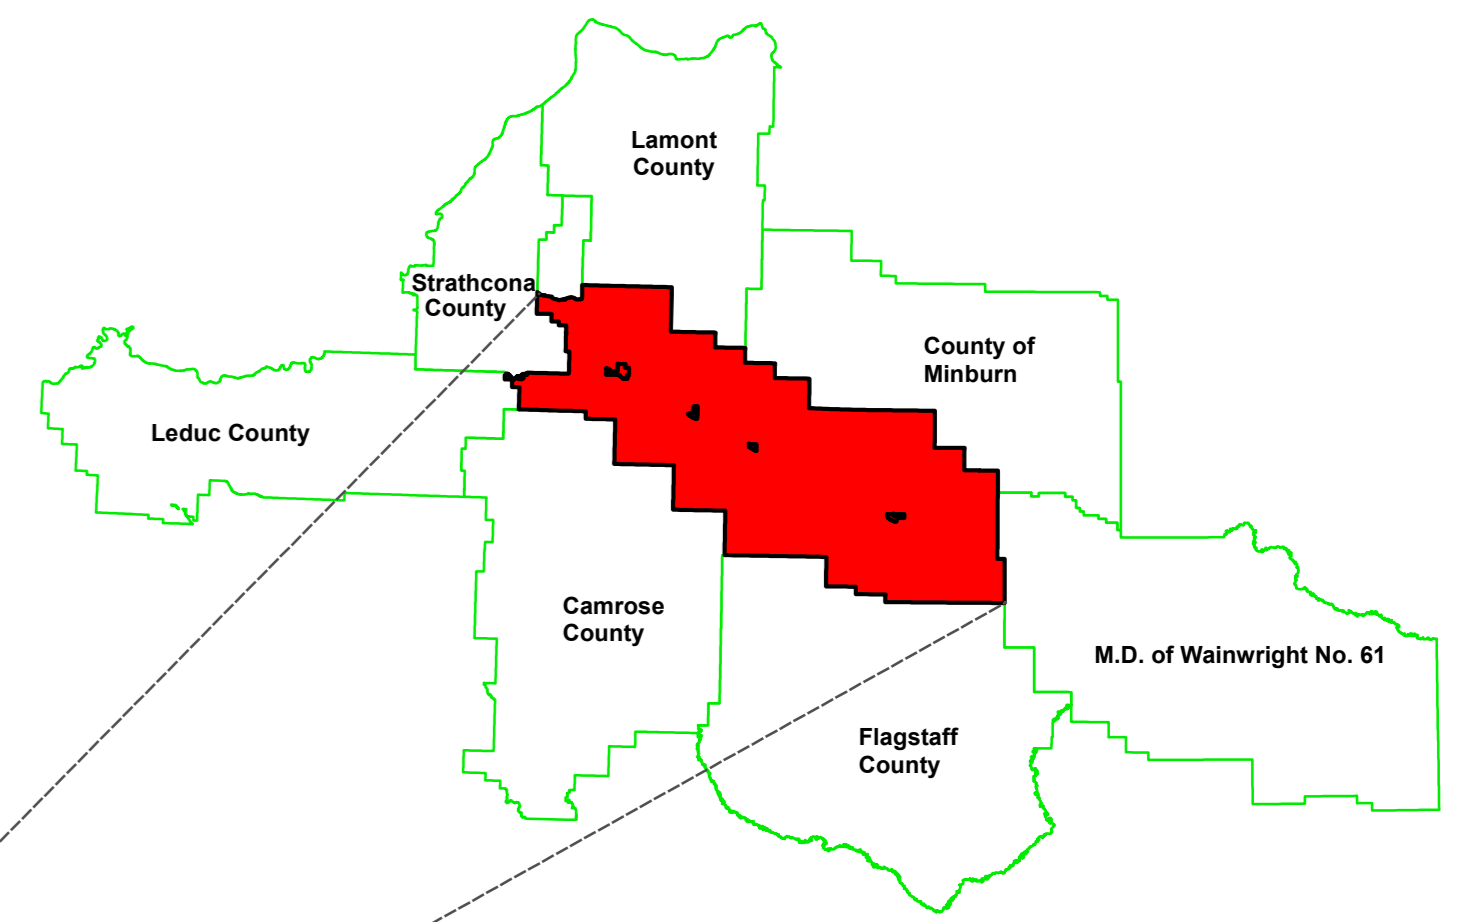 Lamont
County
Strathcona
County
County of
Minburn
Leduc County
Camrose
County
M.D. of Wainwright No. 61
Flagstaff
County